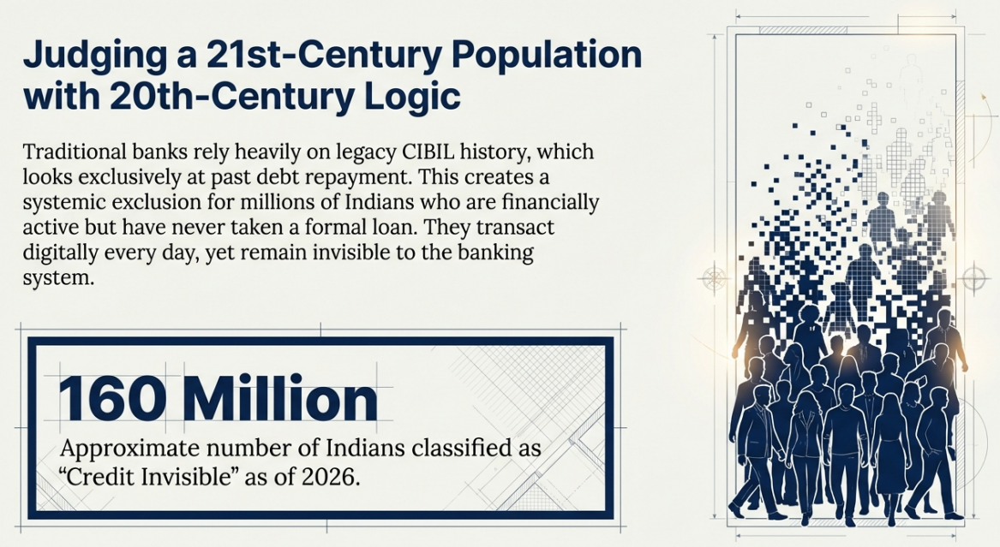 Judging a 21st-Century Population
with 20th-Century Logic
Traditional banks rely heavily on legacy CIBIL history, which
looks exclusively at past debt repayment. This creates a
systemic exclusion for millions of Indians who are financially
active but have never taken a formal loan. They transact
digitally every day, yet remain invisible to the banking
system.
160 Million
Approximate number of Indians classified as
“Credit Invisible” as of 2026.